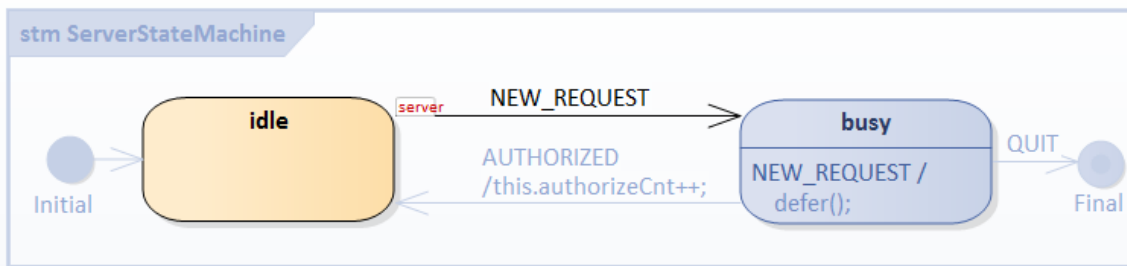 stm ServerStateMachine
idle
server
NEW_REQUEST
busy
AUTHORIZED
/this.authorizeCnt++;
NEW_REQUEST /
defer();
QUIT
Initial
Final